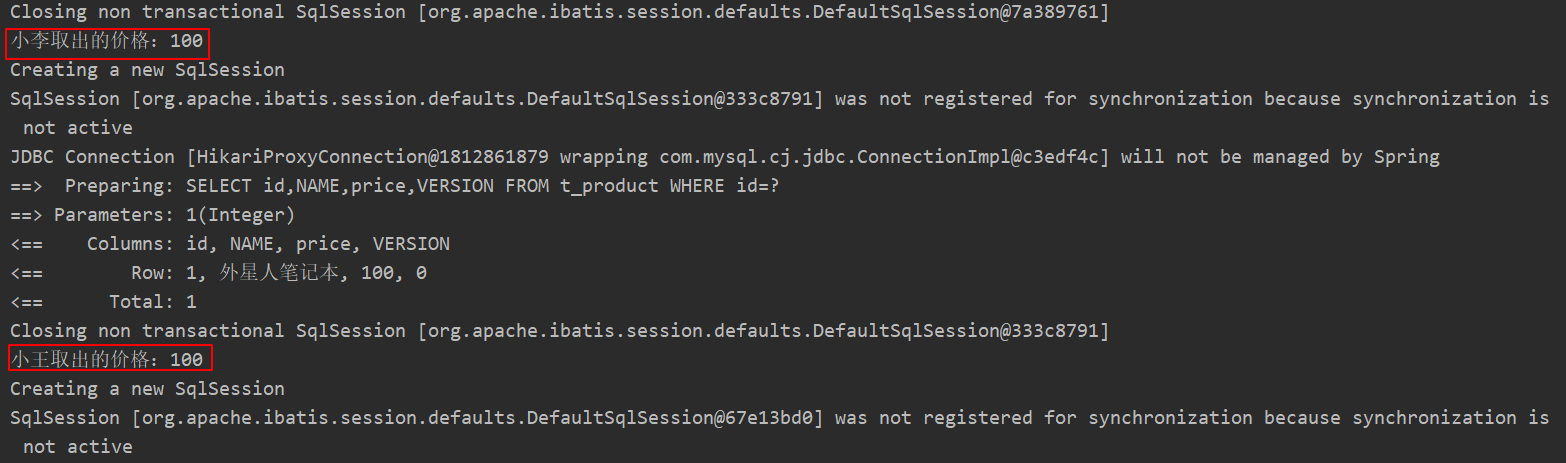 Closing non transactional SqlSession [org.apache.ibatis.session.defaults.DefaultSqlSession@7a389761]
小李取出的价格：100
Creating a new SqlSession
SqlSession [org.apache.ibatis.session.defaults.DefaultSqlSession@333c8791] was not registered for synchronization because synchronization is
 not active
JDBC Connection [HikariProxyConnection@1812861879 wrapping com.mysql.cj.jdbc.ConnectionImpl@c3edf4c] will not be managed by Spring
==>  Preparing: SELECT id,NAME,price,VERSION FROM t_product WHERE id=?
==> Parameters: 1(Integer)
<==    Columns: id, NAME, price, VERSION
<==        Row: 1, 外星人笔记本, 100, 0
<==      Total: 1
Closing non transactional SqlSession [org.apache.ibatis.session.defaults.DefaultSqlSession@333c8791]
小王取出的价格：100
Creating a new SqlSession
SqlSession [org.apache.ibatis.session.defaults.DefaultSqlSession@67e13bd0] was not registered for synchronization because synchronization is
 not active